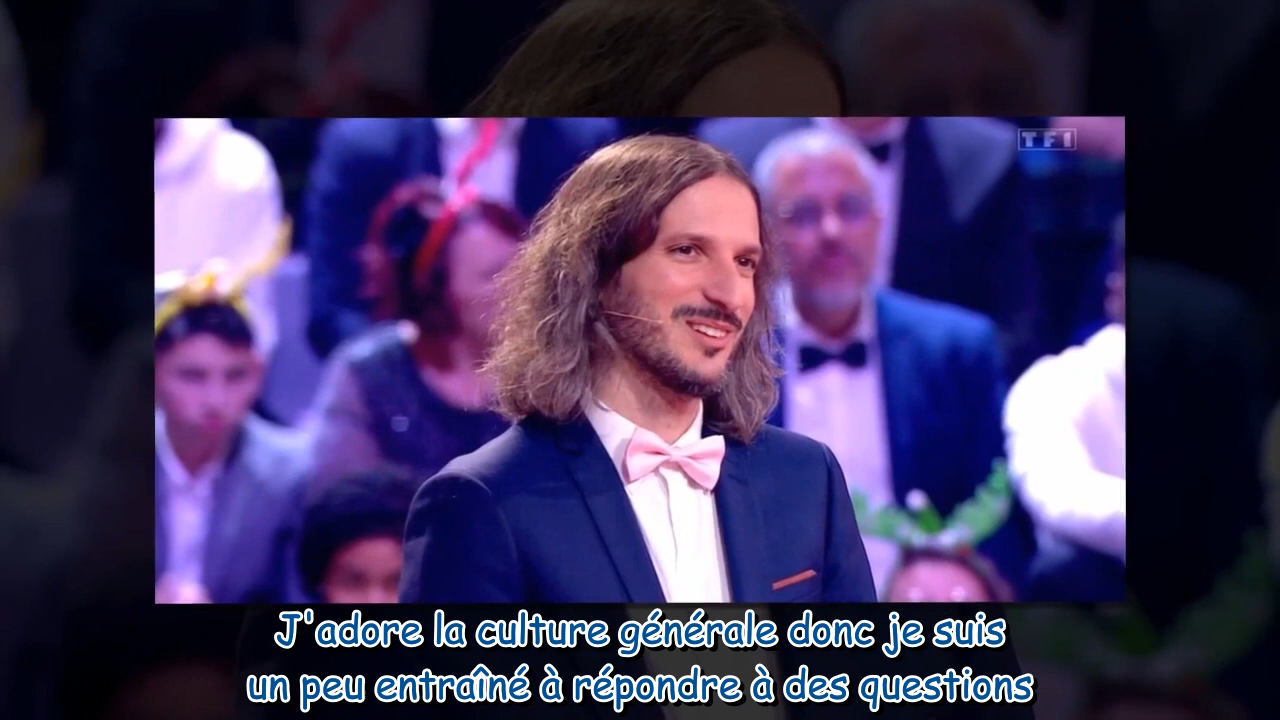 TF1
J'adore la culture générale donc je suis
un peu entraîné à répondre à des questions